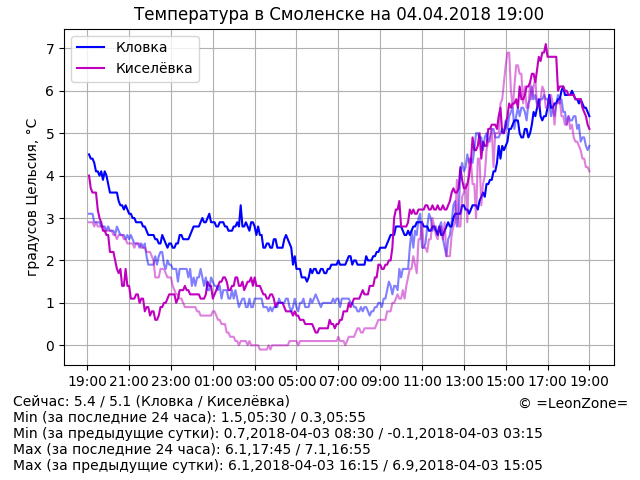 Температура в Смоленске на 04.04.2018 19:00
Кловка
Киселёвка
градусов Цельсия, °C
7
6
5
4
3
2
1
0
19:00 21:00 23:00 01:00 03:00 05:00 07:00 09:00 11:00 13:00 15:00 17:00 19:00
Сейчас: 5.4 / 5.1 (Кловка / Киселёвка)
© =LeonZone=
Min (за последние 24 часа): 1.5,05:30 / 0.3,05:55
Min (за предыдущие сутки): 0.7,2018-04-03 08:30 / -0.1,2018-04-03 03:15
Max (за последние 24 часа): 6.1,17:45 / 7.1,16:55
Max (за предыдущие сутки): 6.1,2018-04-03 16:15 / 6.9,2018-04-03 15:05